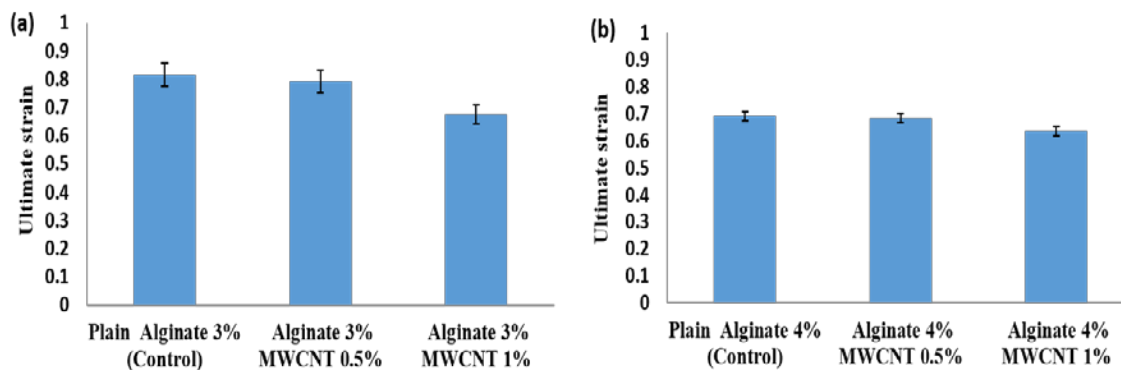 (a)
Ultimate strain
1
0.9
0.8
0.7
0.6
0.5
0.4
0.3
0.2
0.1
0
Plain Alginate 3%
(Control)
Alginate 3%
MWCNT 0.5%
Alginate 3%
MWCNT 1%
(b)
Ultimate strain
1
0.9
0.8
0.7
0.6
0.5
0.4
0.3
0.2
0.1
0
Plain Alginate 4%
(Control)
Alginate 4%
MWCNT 0.5%
Alginate 4%
MWCNT 1%